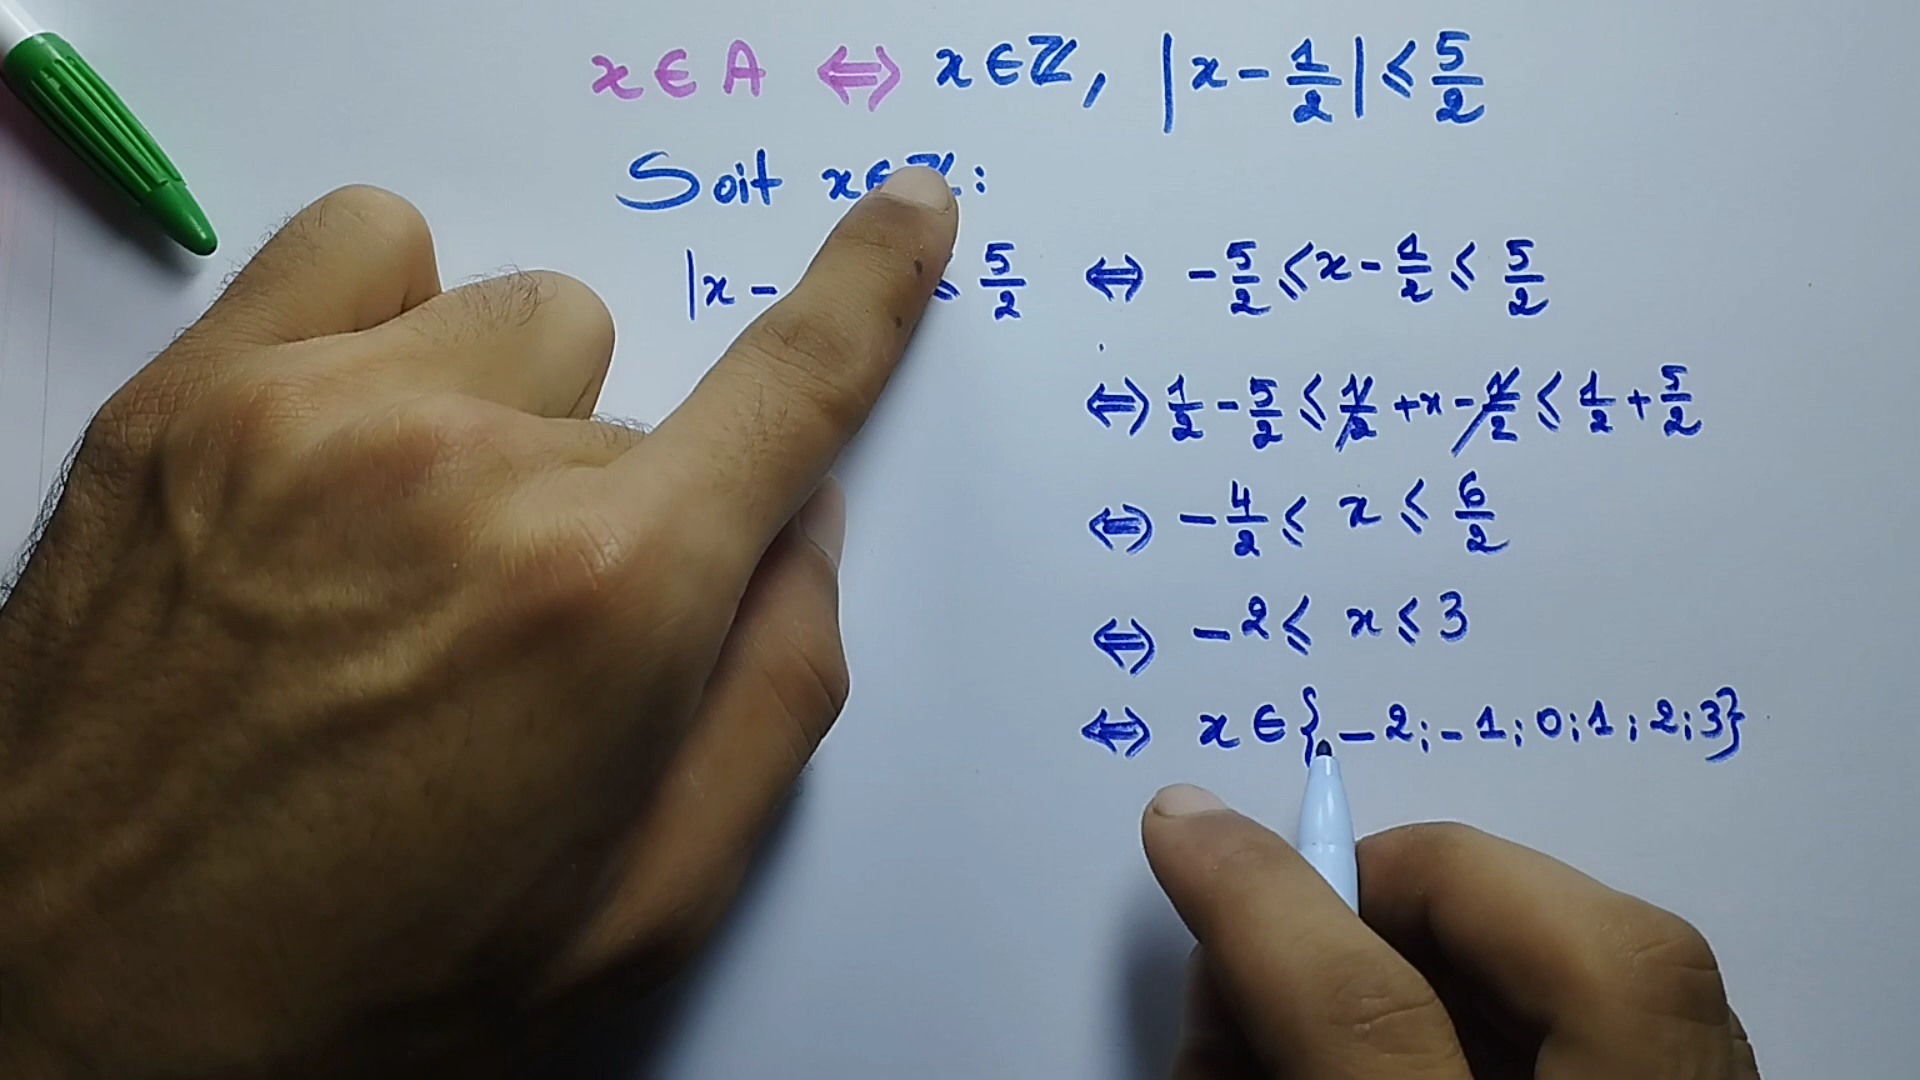 x ∈ A ⟺ x ∈ ℤ, |x - 1/2| ≤ 5/2
Soit x ∈ ℤ :
|x - ≤ 5/2 ⟺ - 5/2 ≤ x - 1/2 ≤ 5/2
⟺ 1/2 - 5/2 ≤ 1/2 + x - 1/2 ≤ 1/2 + 5/2
⟺ - 4/2 ≤ x ≤ 6/2
⟺ - 2 ≤ x ≤ 3
⟺ x ∈ { - 2 ; - 1 ; 0 ; 1 ; 2 ; 3 }